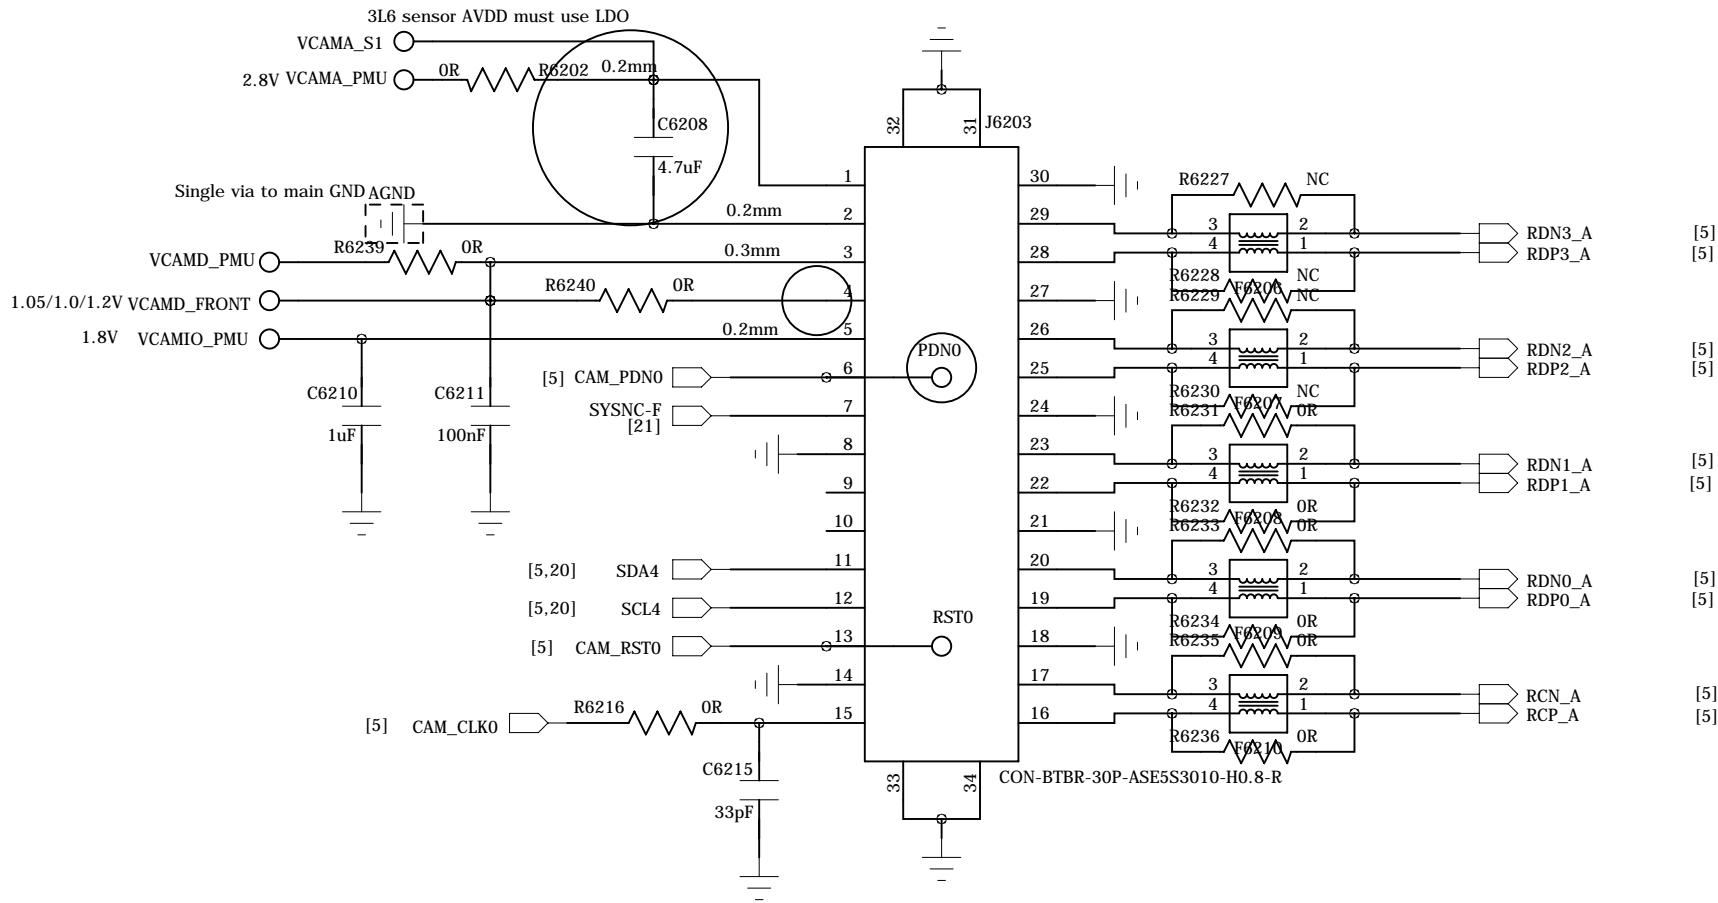 3L6 sensor AVDD must use LDO
VCAMA_S1
2.8V VCAMA_PMU 0R R6202 0.2mm
C6208
4.7uF
Single via to main GND AGND
0.2mm
R6239 0R
VCAMD_PMU 0.3mm
R6240 0R
1.05/1.0/1.2V VCAMD_FRONT
1.8V VCAMIO_PMU 0.2mm
C6210
1uF
C6211
100nF
[5] CAM_PDN0
PDN0
SYSNC-F
[21]
[5,20] SDA4
[5,20] SCL4
[5] CAM_RST0
RST0
[5] CAM_CLK0 R6216 0R
C6215
33pF
32 31 J6203
1 30
2 29
3 28
4 27
5 26
6 25
7 24
8 23
9 22
10 21
11 20
12 19
13 18
14 17
15 16
33 34
CON-BTBR-30P-ASE5S3010-H0.8-R
R6227 NC
3 2 RDN3_A [5]
4 1 RDP3_A [5]
R6228 F6206 NC
R6229 NC
3 2 RDN2_A [5]
4 1 RDP2_A [5]
R6230 F6207 NC
R6231 0R
3 2 RDN1_A [5]
4 1 RDP1_A [5]
R6232 F6208 0R
R6233 0R
3 2 RDN0_A [5]
4 1 RDP0_A [5]
R6234 F6209 0R
R6235 0R
3 2 RCN_A [5]
4 1 RCP_A [5]
R6236 F6210 0R